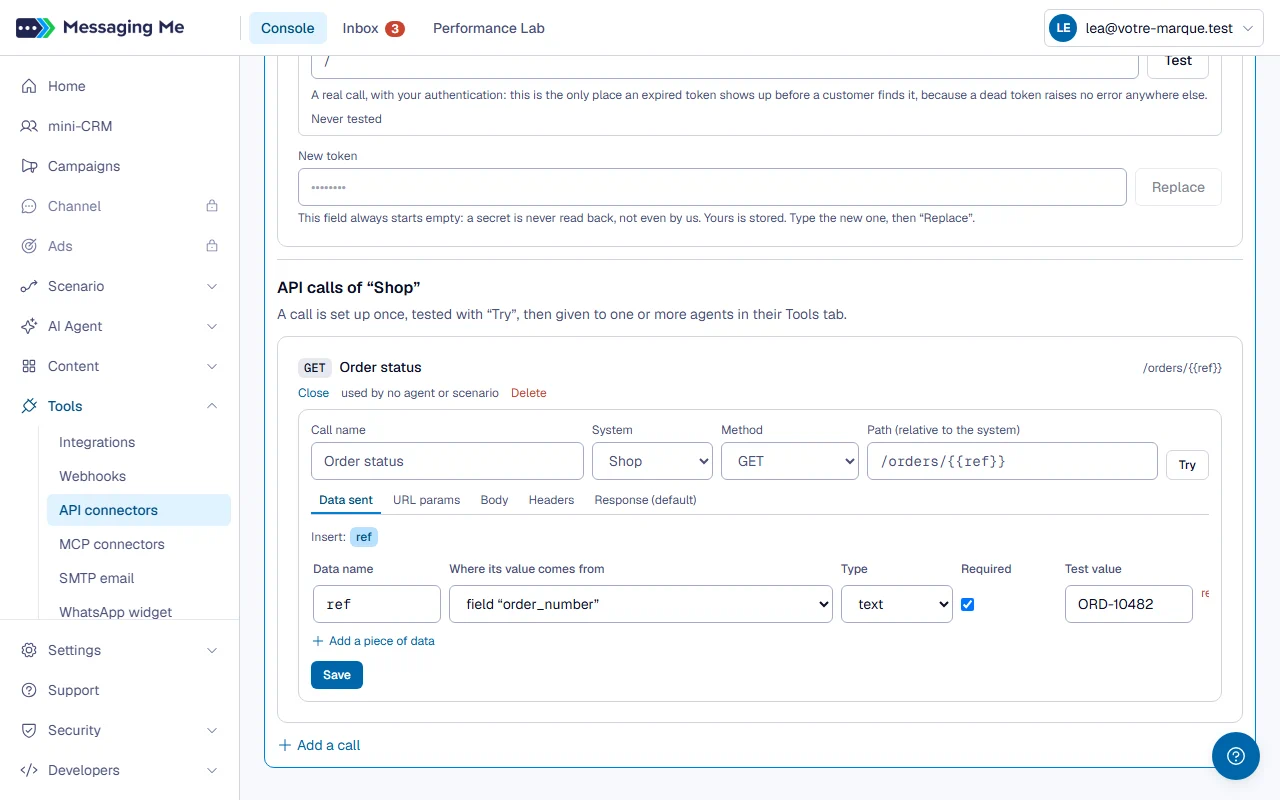 Messaging Me
Console
Inbox 3
Performance Lab
LE lea@votre-marque.test
Home
mini-CRM
Campaigns
Channel
Ads
Scenario
AI Agent
Content
Tools
Integrations
Webhooks
API connectors
MCP connectors
SMTP email
WhatsApp widget
Settings
Support
Security
Developers
/
Test
A real call, with your authentication: this is the only place an expired token shows up before a customer finds it, because a dead token raises no error anywhere else.
Never tested
New token
••••••••
Replace
This field always starts empty: a secret is never read back, not even by us. Yours is stored. Type the new one, then “Replace”.
API calls of “Shop”
A call is set up once, tested with “Try”, then given to one or more agents in their Tools tab.
GET Order status /orders/{{ref}}
Close used by no agent or scenario Delete
Call name System Method Path (relative to the system)
Order status Shop GET /orders/{{ref}} Try
Data sent URL params Body Headers Response (default)
Insert: ref
Data name Where its value comes from Type Required Test value
ref field “order_number” text ORD-10482 re
+ Add a piece of data
Save
+ Add a call